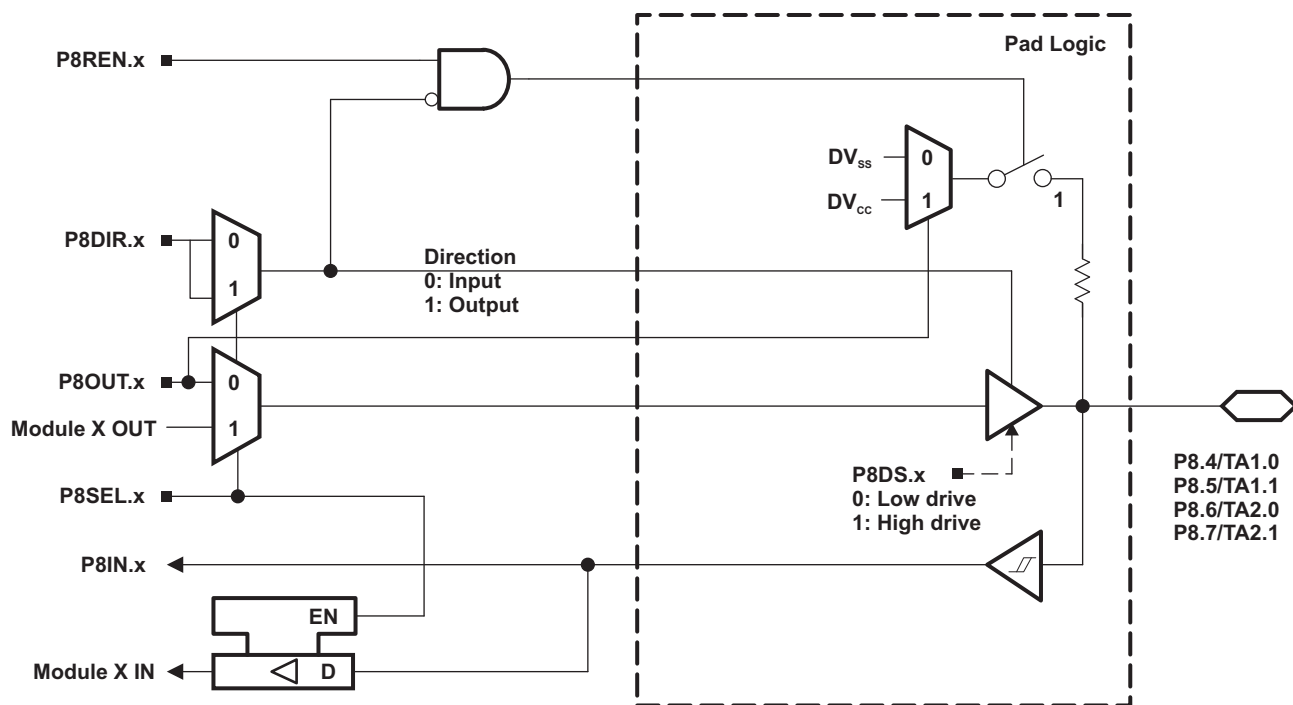 Pad Logic
P8REN.x
DVSS
0
DVCC
1
1
P8DIR.x
0
1
Direction
0: Input
1: Output
P8OUT.x
0
Module X OUT
1
P8SEL.x
P8DS.x
0: Low drive
1: High drive
P8.4/TA1.0
P8.5/TA1.1
P8.6/TA2.0
P8.7/TA2.1
P8IN.x
EN
Module X IN
D